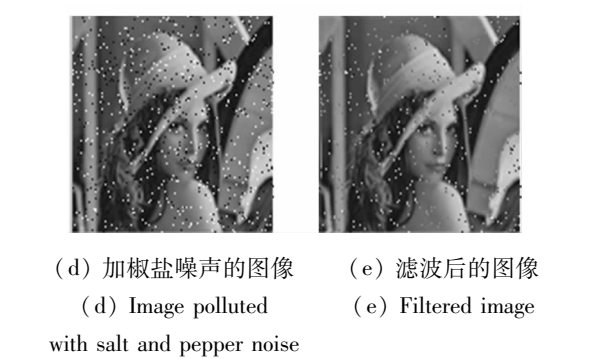 (d) 加椒盐噪声的图像
(d) Image polluted
with salt and pepper noise
(e) 滤波后的图像
(e) Filtered image